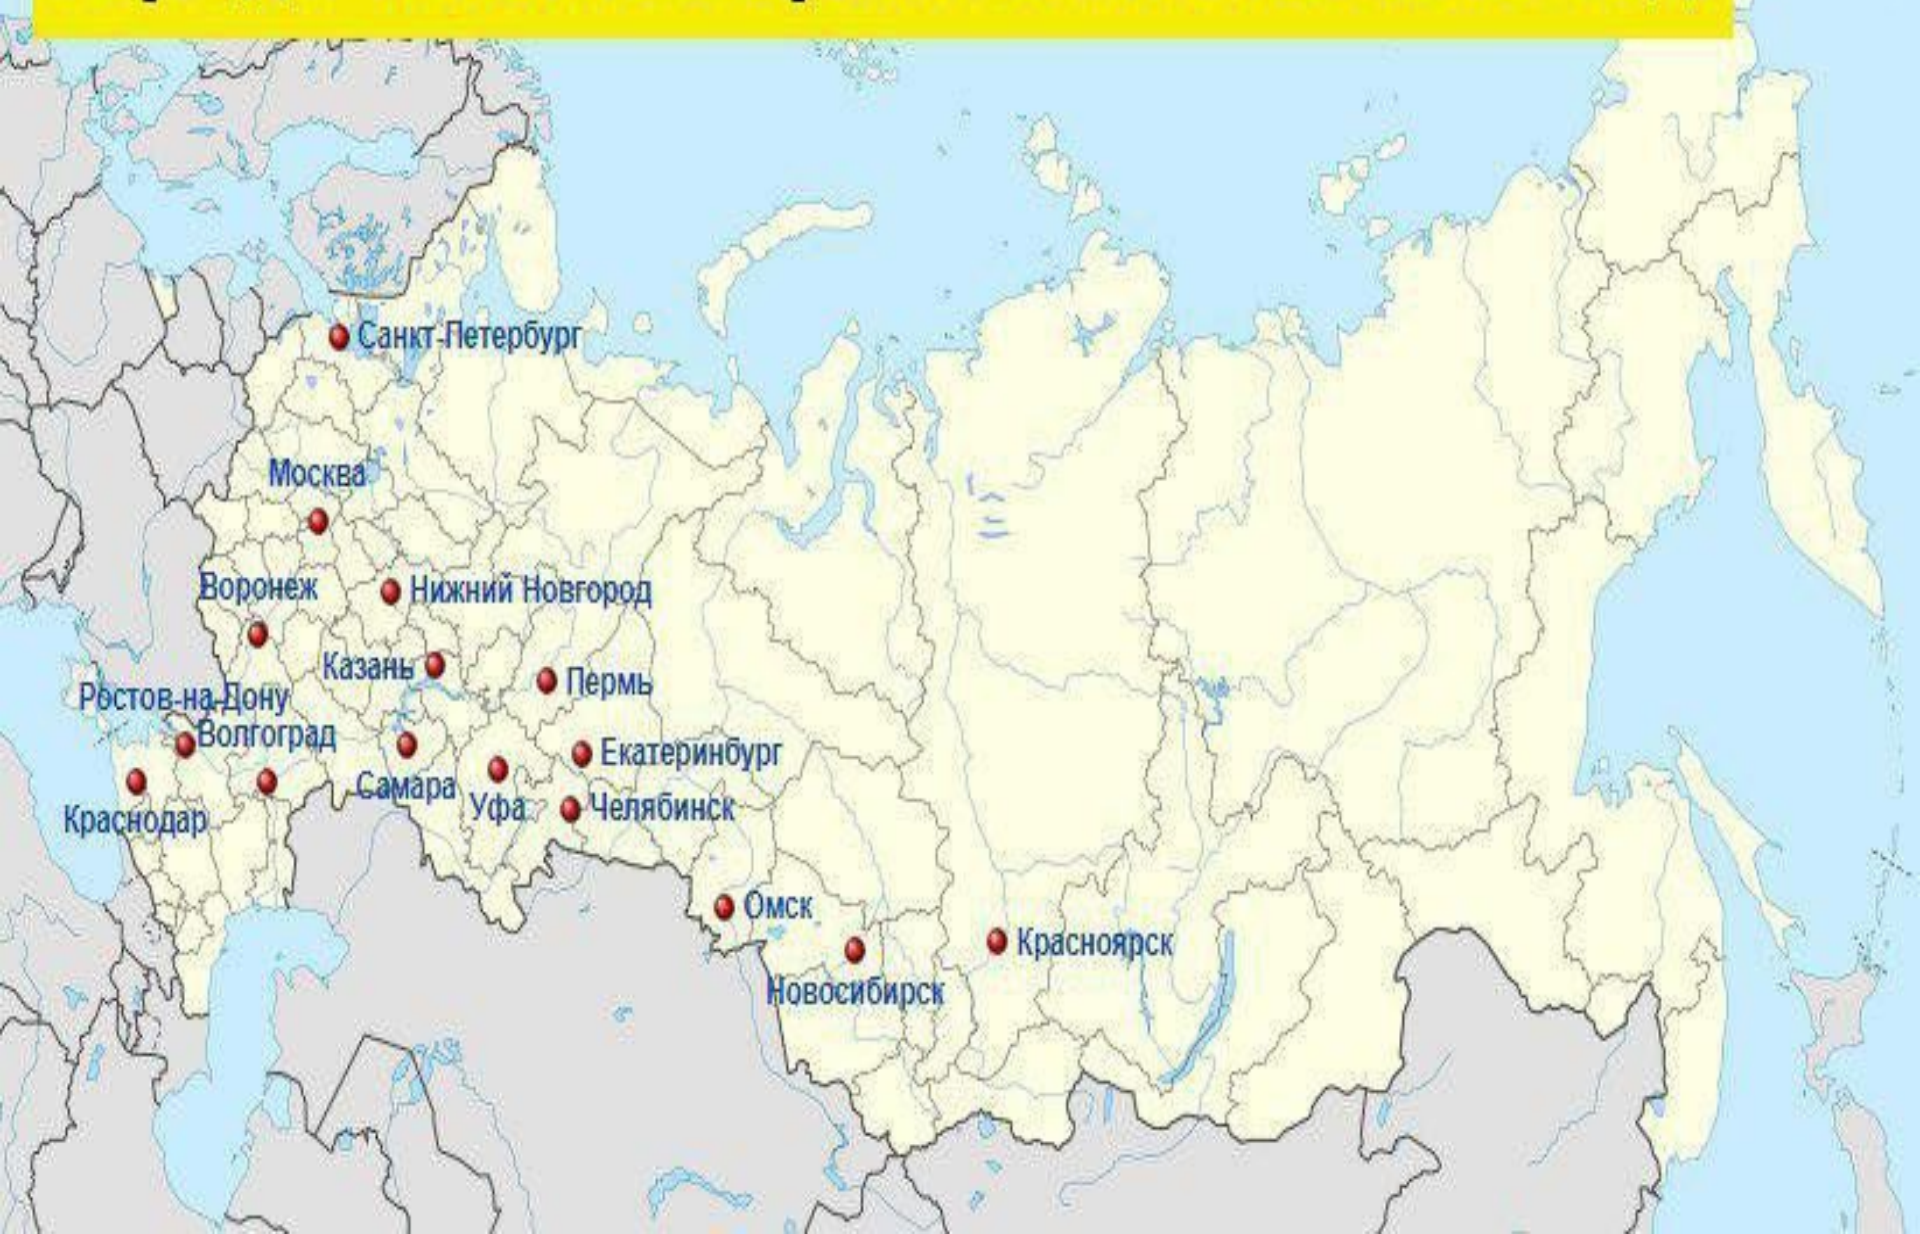 Санкт-Петербург
Москва
Воронеж
Нижний Новгород
Казань
Пермь
Ростов-на-Дону
Волгоград
Екатеринбург
Самара
Уфа
Челябинск
Краснодар
Омск
Красноярск
Новосибирск